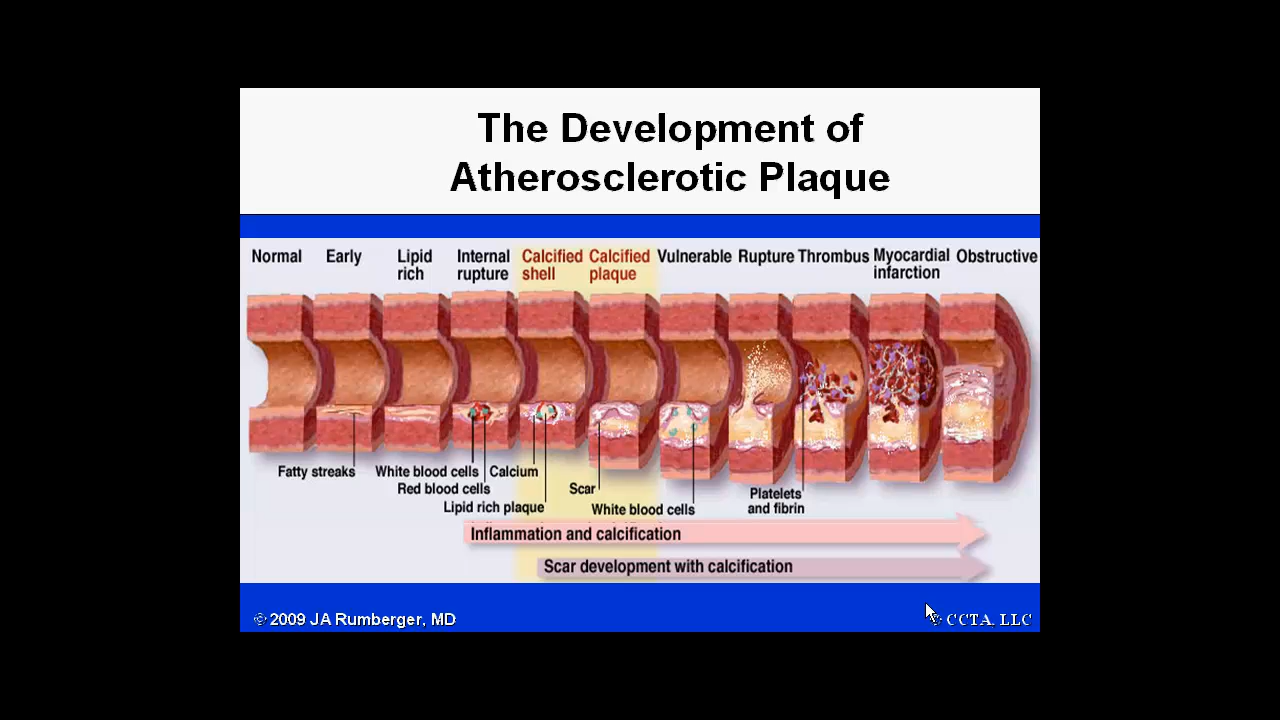 The Development of
Atherosclerotic Plaque
Normal
Early
Lipid
rich
Internal
rupture
Calcified
shell
Calcified
plaque
Vulnerable
Rupture
Thrombus
Myocardial
infarction
Obstructive
Fatty streaks
White blood cells
Red blood cells
Calcium
Lipid rich plaque
Scar
White blood cells
Platelets
and fibrin
Inflammation and calcification
Scar development with calcification
© 2009 JA Rumberger, MD
© CCTA, LLC